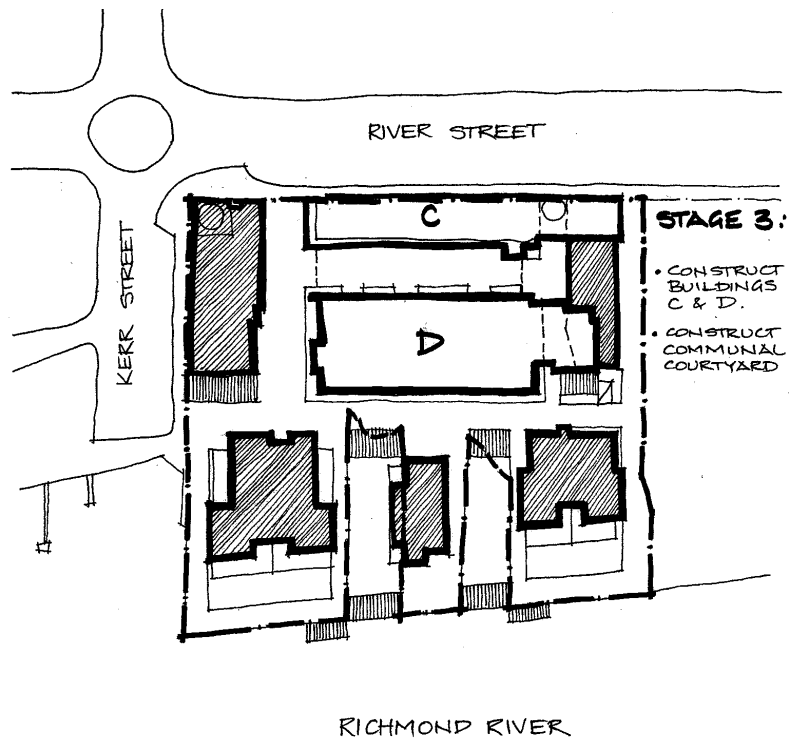 RIVER STREET
C
STAGE 3:
KERR STREET
• CONSTRUCT
BUILDINGS
C & D.
• CONSTRUCT
COMMUNAL
COURTYARD
D
RICHMOND RIVER